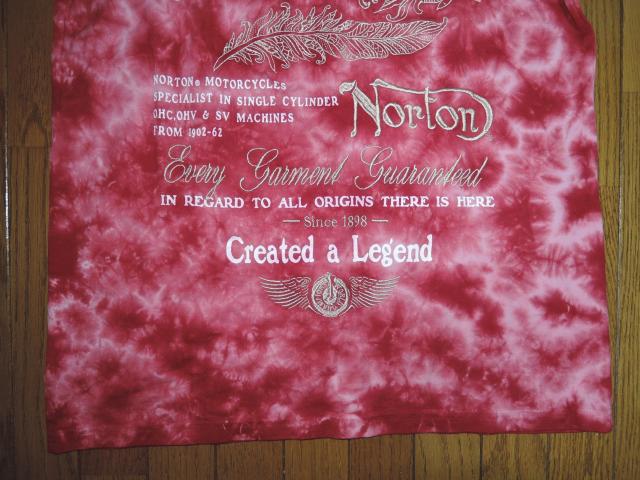 NORTON® MOTORCYCLES
SPECIALIST IN SINGLE CYLINDER
OHC,OHV & SV MACHINES
FROM 1902-62
Norton
Every Garment Guaranteed
IN REGARD TO ALL ORIGINS THERE IS HERE
— Since 1898 —
Created a Legend